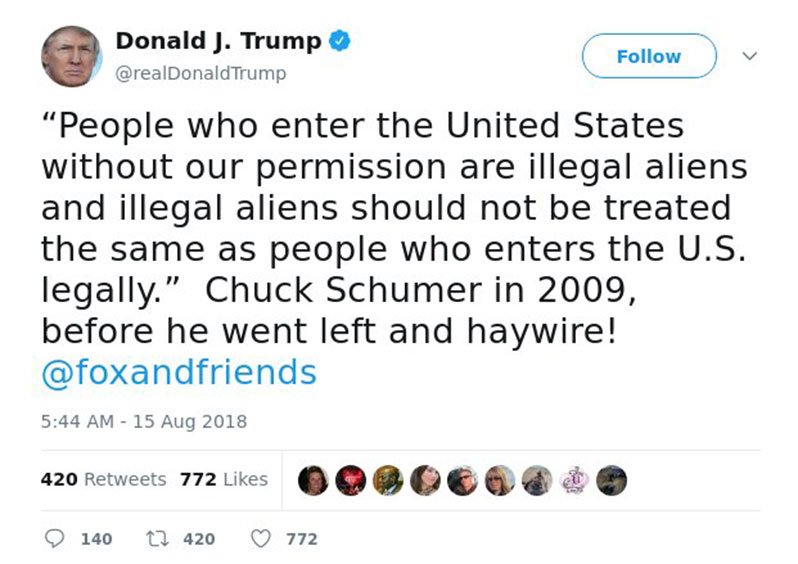 Donald J. Trump
@realDonaldTrump
Follow
“People who enter the United States
without our permission are illegal aliens
and illegal aliens should not be treated
the same as people who enters the U.S.
legally.”  Chuck Schumer in 2009,
before he went left and haywire!
@foxandfriends
5:44 AM - 15 Aug 2018
420 Retweets 772 Likes
140 420 772